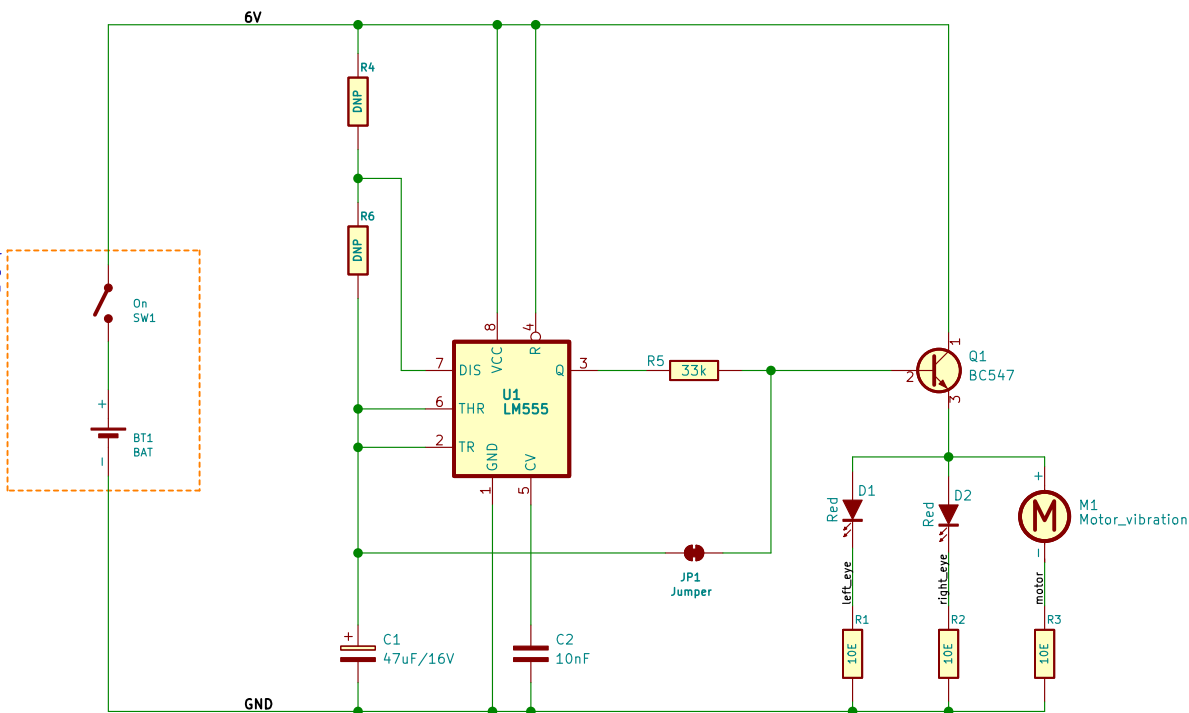 6V
R4
DNP
R6
DNP
On
SW1
+
BT1
BAT
-
8
4
VCC
R
7
DIS
Q
3
U1
LM555
6
THR
2
TR
GND
CV
1
5
R5
33k
1
Q1
BC547
2
3
JP1
Jumper
Red
D1
Red
D2
+
M
M1
Motor_vibration
-
left_eye
right_eye
motor
+
C1
47uF/16V
C2
10nF
R1
10E
R2
10E
R3
10E
GND